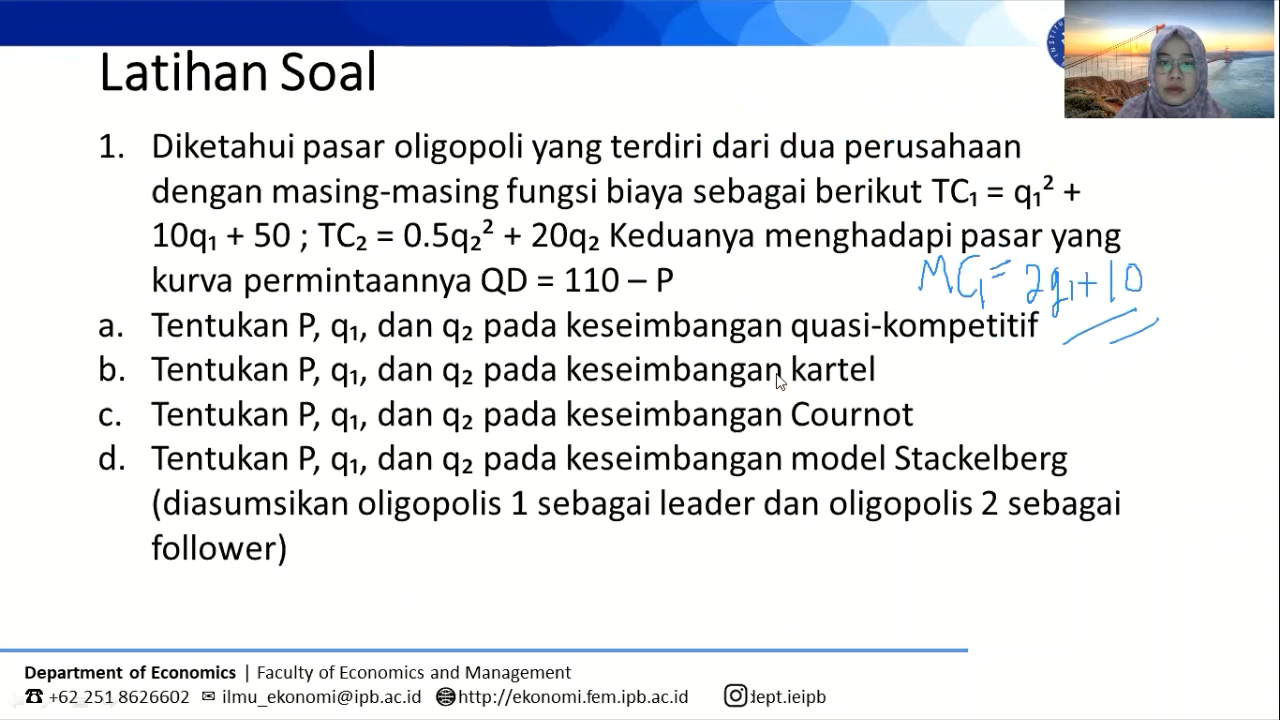 Latihan Soal
1. Diketahui pasar oligopoli yang terdiri dari dua perusahaan
dengan masing-masing fungsi biaya sebagai berikut TC₁ = q₁² +
10q₁ + 50 ; TC₂ = 0.5q₂² + 20q₂ Keduanya menghadapi pasar yang
kurva permintaannya QD = 110 – P
MC₁ = 2q₁+10
a. Tentukan P, q₁, dan q₂ pada keseimbangan quasi-kompetitif
b. Tentukan P, q₁, dan q₂ pada keseimbangan kartel
c. Tentukan P, q₁, dan q₂ pada keseimbangan Cournot
d. Tentukan P, q₁, dan q₂ pada keseimbangan model Stackelberg
(diasumsikan oligopolis 1 sebagai leader dan oligopolis 2 sebagai
follower)
Department of Economics | Faculty of Economics and Management
☎ +62 251 8626602 ✉ ilmu_ekonomi@ipb.ac.id http://ekonomi.fem.ipb.ac.id dept.ieipb